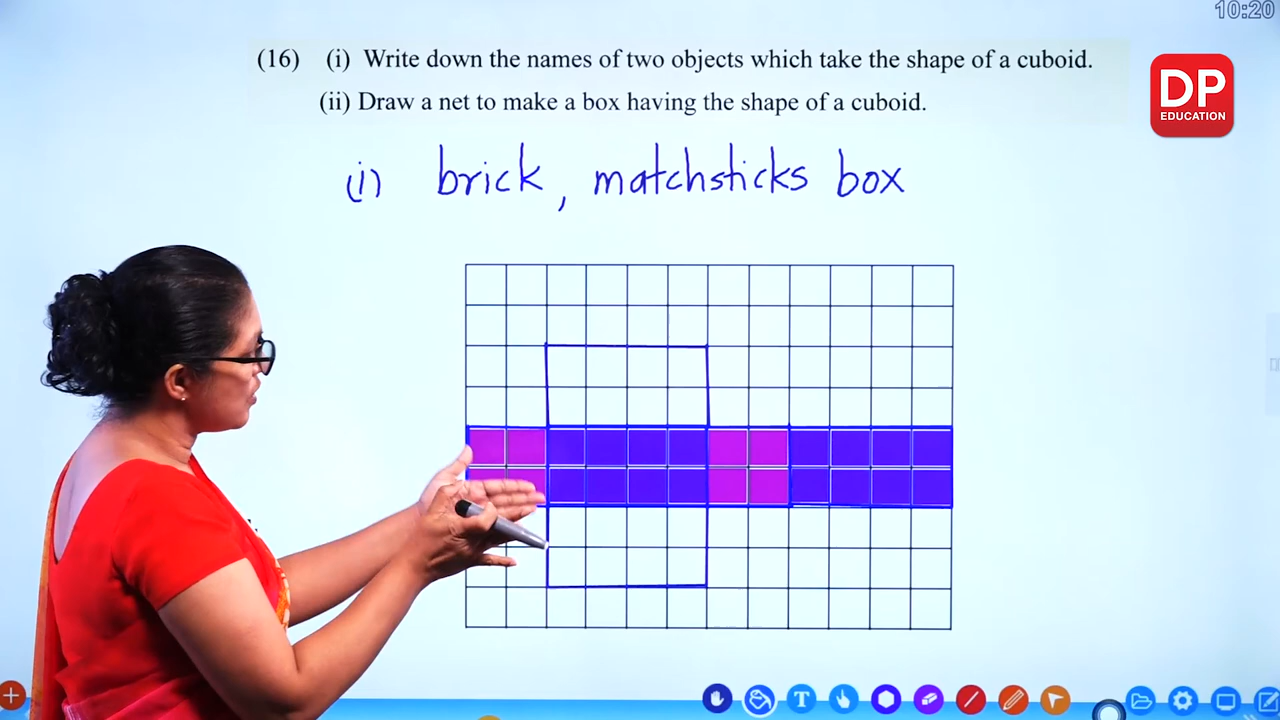 10:20
(16) (i) Write down the names of two objects which take the shape of a cuboid.
(ii) Draw a net to make a box having the shape of a cuboid.
DP
EDUCATION
(i) brick, matchsticks box
T